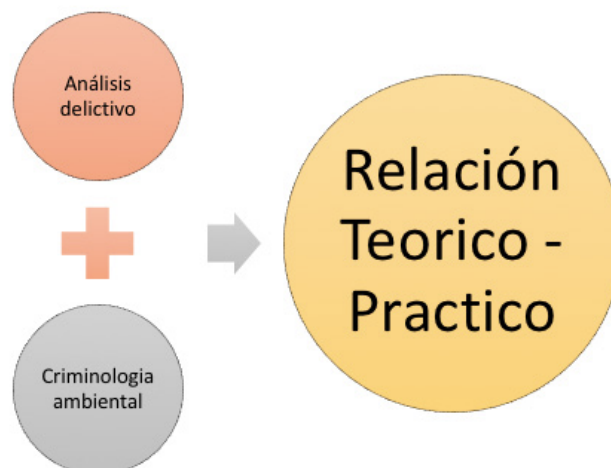 Análisis
delictivo
Criminologia
ambiental
Relación
Teorico -
Practico